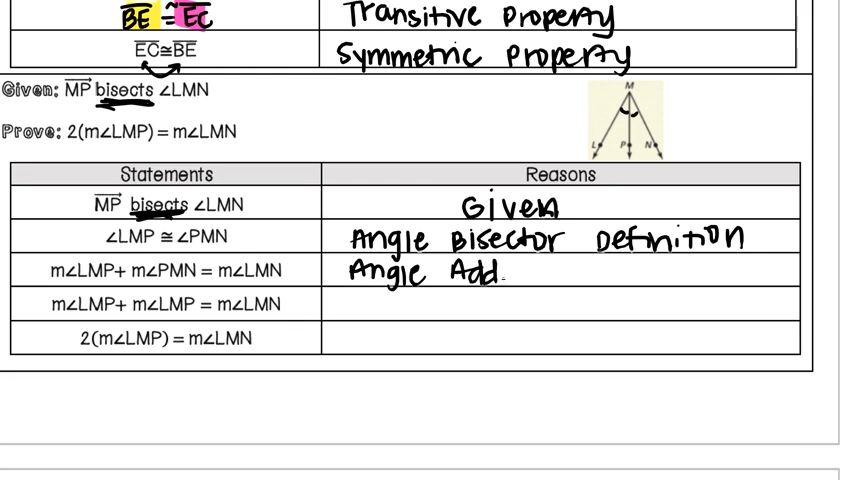 BE ≅ EC Transitive Property
EC≅BE Symmetric Property
Given: MP bisects ∠LMN
Prove: 2(m∠LMP) = m∠LMN
M
L P N
Statements Reasons
MP bisects ∠LMN Given
∠LMP ≅ ∠PMN Angle Bisector Definition
m∠LMP+ m∠PMN = m∠LMN Angle Add.
m∠LMP+ m∠LMP = m∠LMN
2(m∠LMP) = m∠LMN